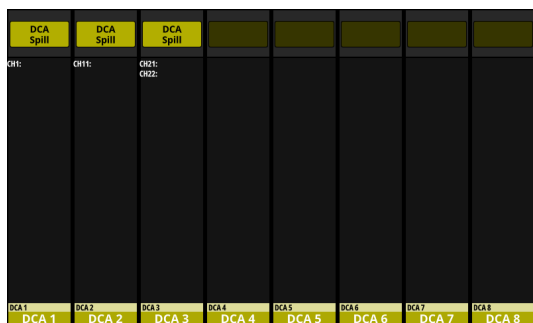 DCA
Spill
DCA
Spill
DCA
Spill
CH1:
CH11:
CH21:
CH22:
DCA 1
DCA 2
DCA 3
DCA 4
DCA 5
DCA 6
DCA 7
DCA 8
DCA 1
DCA 2
DCA 3
DCA 4
DCA 5
DCA 6
DCA 7
DCA 8